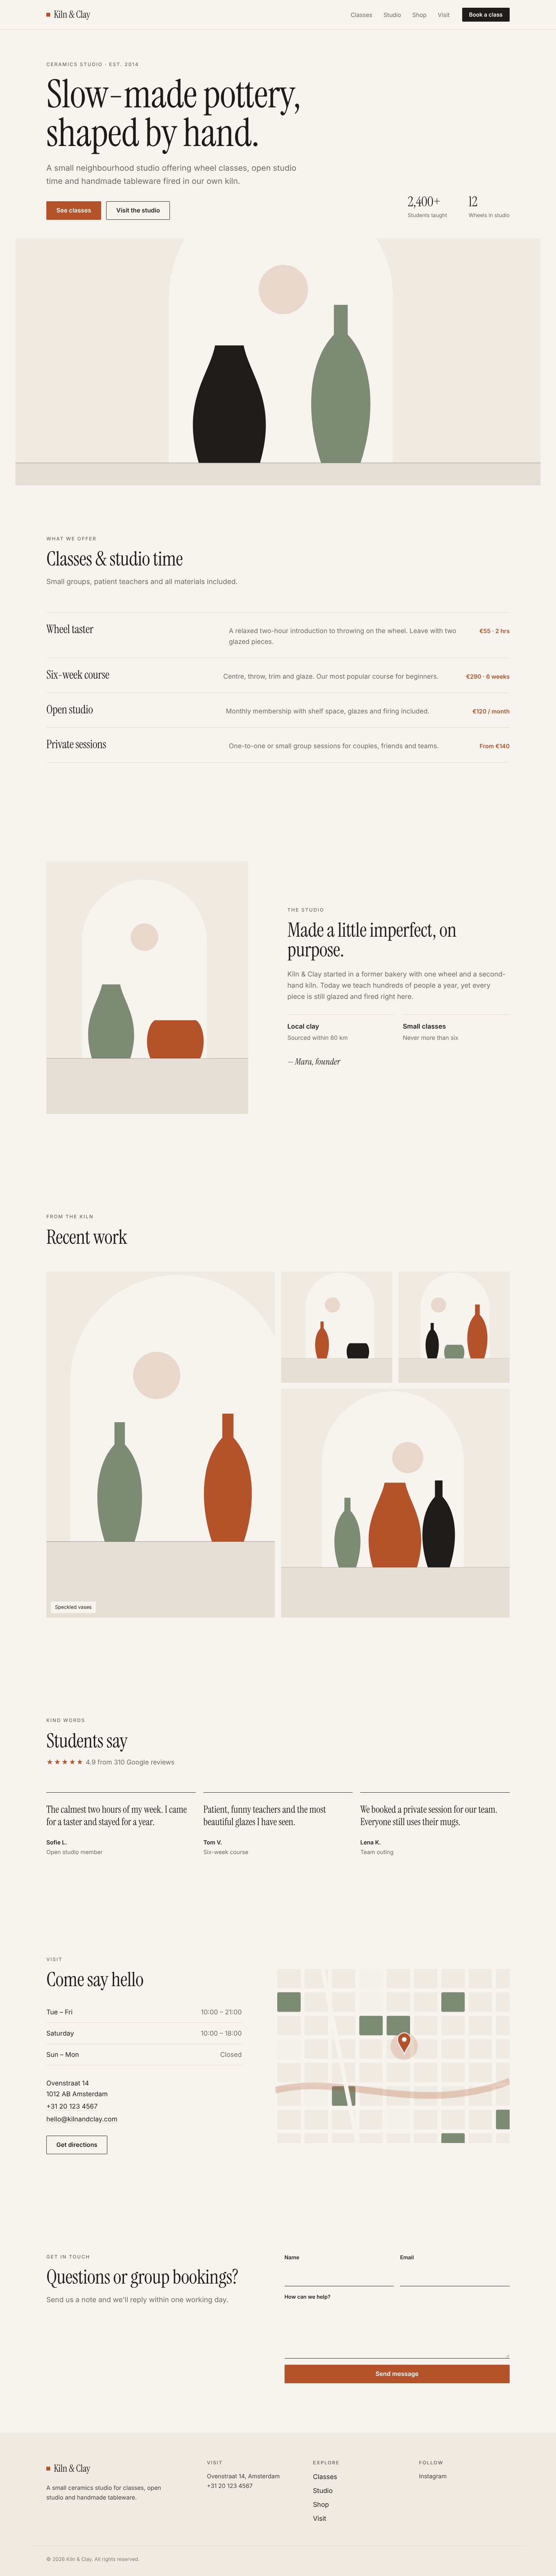 Kiln & Clay
Classes
Studio
Shop
Visit
Book a class
CERAMICS STUDIO · EST. 2014
Slow-made pottery,
shaped by hand.
A small neighbourhood studio offering wheel classes, open studio
time and handmade tableware fired in our own kiln.
See classes
Visit the studio
2,400+
Students taught
12
Wheels in studio
WHAT WE OFFER
Classes & studio time
Small groups, patient teachers and all materials included.
Wheel taster
A relaxed two-hour introduction to throwing on the wheel. Leave with two
glazed pieces.
€55 · 2 hrs
Six-week course
Centre, throw, trim and glaze. Our most popular course for beginners.
€290 · 6 weeks
Open studio
Monthly membership with shelf space, glazes and firing included.
€120 / month
Private sessions
One-to-one or small group sessions for couples, friends and teams.
From €140
THE STUDIO
Made a little imperfect, on
purpose.
Kiln & Clay started in a former bakery with one wheel and a second-
hand kiln. Today we teach hundreds of people a year, yet every
piece is still glazed and fired right here.
Local clay
Sourced within 80 km
Small classes
Never more than six
— Mara, founder
FROM THE KILN
Recent work
Speckled vases
KIND WORDS
Students say
★★★★★ 4.9 from 310 Google reviews
The calmest two hours of my week. I came
for a taster and stayed for a year.
Sofie L.
Open studio member
Patient, funny teachers and the most
beautiful glazes I have seen.
Tom V.
Six-week course
We booked a private session for our team.
Everyone still uses their mugs.
Lena K.
Team outing
VISIT
Come say hello
Tue – Fri
10:00 – 21:00
Saturday
10:00 – 18:00
Sun – Mon
Closed
Ovenstraat 14
1012 AB Amsterdam
+31 20 123 4567
hello@kilnandclay.com
Get directions
GET IN TOUCH
Questions or group bookings?
Send us a note and we'll reply within one working day.
Name
Email
How can we help?
Send message
Kiln & Clay
A small ceramics studio for classes, open
studio and handmade tableware.
VISIT
Ovenstraat 14, Amsterdam
+31 20 123 4567
EXPLORE
Classes
Studio
Shop
Visit
FOLLOW
Instagram
© 2026 Kiln & Clay. All rights reserved.